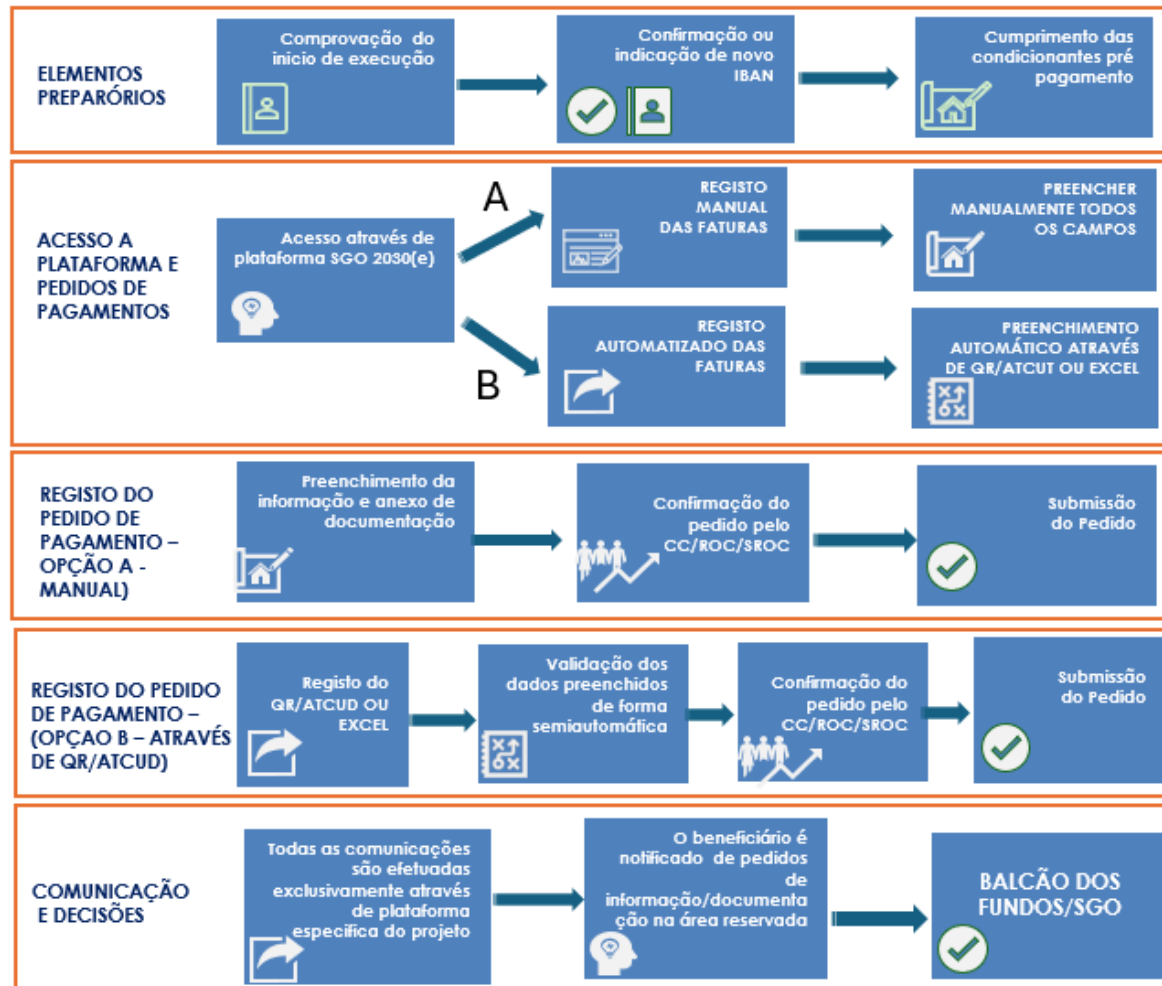 ELEMENTOS
PREPARÓRIOS
Comprovação do
inicio de execução
Confirmação ou
indicação de novo
IBAN
Cumprimento das
condicionantes pré
pagamento
ACESSO A
PLATAFORMA E
PEDIDOS DE
PAGAMENTOS
Acesso através de
plataforma SGO 2030(e)
A
REGISTO
MANUAL
DAS FATURAS
PREENCHER
MANUALMENTE TODOS
OS CAMPOS
B
REGISTO
AUTOMATIZADO DAS
FATURAS
PREENCHIMENTO
AUTOMÁTICO ATRAVÉS
DE QR/ATCUT OU EXCEL
REGISTO DO
PEDIDO DE
PAGAMENTO –
OPÇÃO A -
MANUAL)
Preenchimento da
informação e anexo de
documentação
Confirmação do
pedido pelo
CC/ROC/SROC
Submissão
do Pedido
REGISTO DO PEDIDO
DE PAGAMENTO –
(OPÇAO B – ATRAVÉS
DE QR/ATCUD)
Registo do
QR/ATCUD OU
EXCEL
Validação dos
dados preenchidos
de forma
semiautomática
Confirmação do
pedido pelo
CC/ROC/SROC
Submissão
do Pedido
COMUNICAÇÃO
E DECISÕES
Todas as comunicações
são efetuadas
exclusivamente através
de plataforma
especifica do projeto
O beneficiário é
notificado de pedidos
de
informação/documenta
ção na área reservada
BALCÃO DOS
FUNDOS/SGO